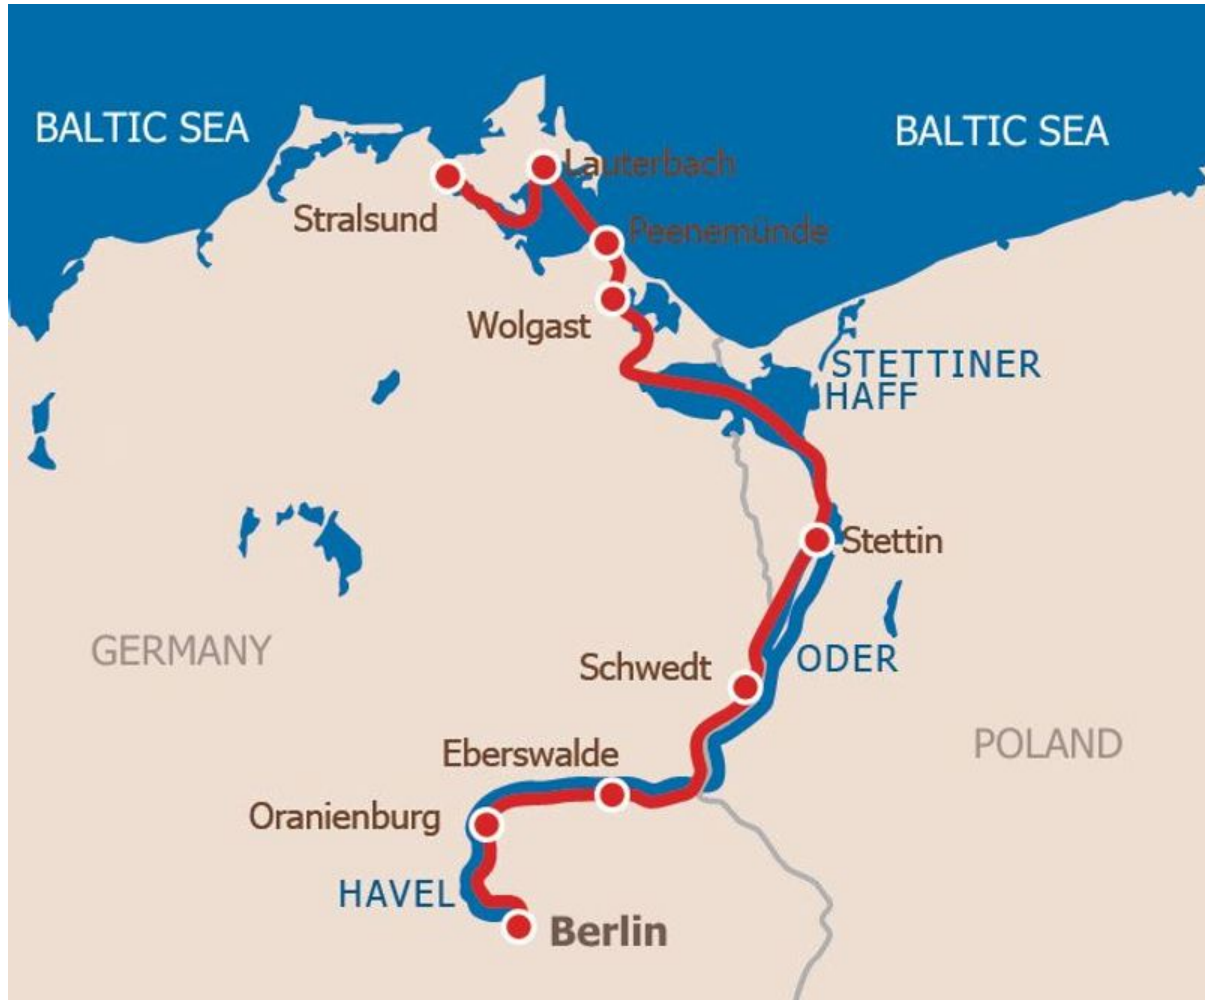 BALTIC SEA
BALTIC SEA
Lauterbach
Stralsund
Peenemünde
Wolgast
STETTINER
HAFF
Stettin
GERMANY
Schwedt
ODER
POLAND
Eberswalde
Oranienburg
HAVEL
Berlin